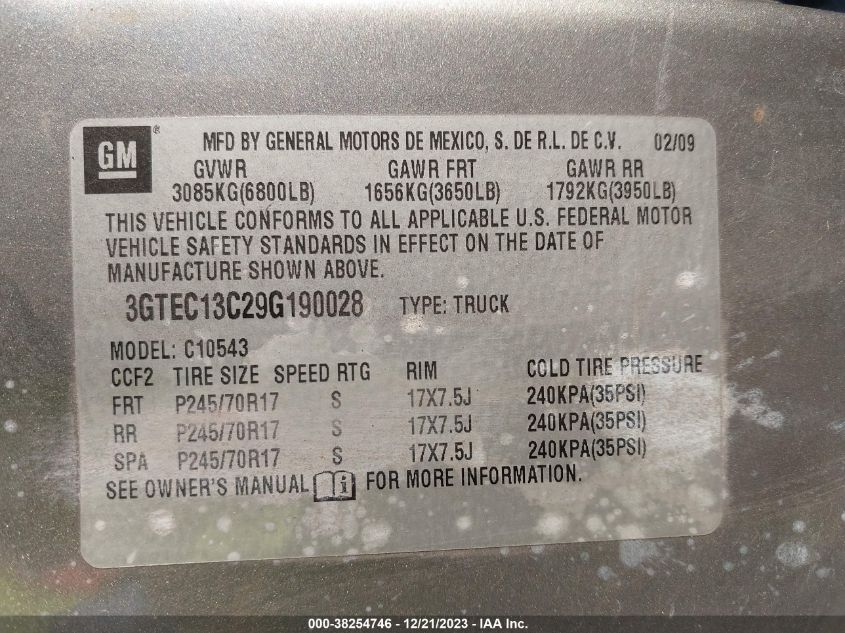 GM® MFD BY GENERAL MOTORS DE MEXICO, S. DE R.L. DE C.V. 02/09
GVWR GAWR FRT GAWR RR
3085KG(6800LB) 1656KG(3650LB) 1792KG(3950LB)
THIS VEHICLE CONFORMS TO ALL APPLICABLE U.S. FEDERAL MOTOR
VEHICLE SAFETY STANDARDS IN EFFECT ON THE DATE OF
MANUFACTURE SHOWN ABOVE.
3GTEC13C29G190028 TYPE: TRUCK
MODEL: C10543
CCF2 TIRE SIZE SPEED RTG RIM COLD TIRE PRESSURE
FRT P245/70R17 S 17X7.5J 240KPA(35PSI)
RR P245/70R17 S 17X7.5J 240KPA(35PSI)
SPA P245/70R17 S 17X7.5J 240KPA(35PSI)
SEE OWNER'S MANUAL i FOR MORE INFORMATION.
000-38254746 - 12/21/2023 - IAA Inc.